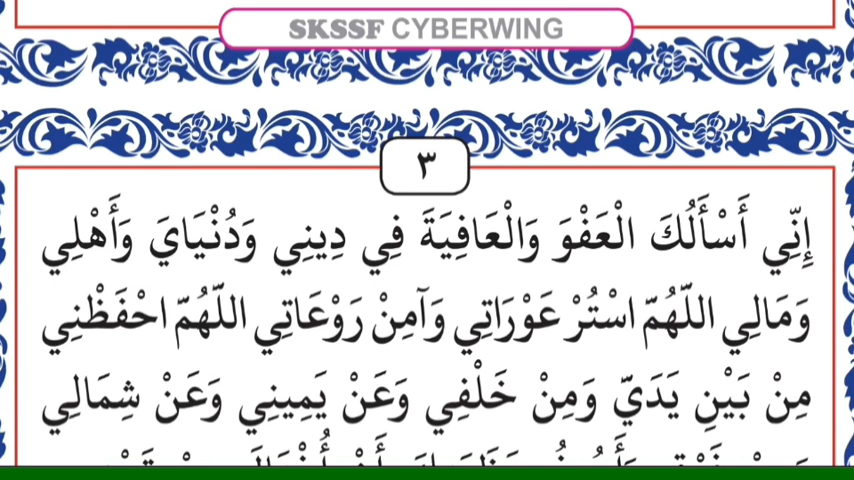 SKSSF CYBERWING
٣
إِنِّي أَسْأَلُكَ الْعَفْوَ وَالْعَافِيَةَ فِي دِينِي وَدُنْيَايَ وَأَهْلِي
وَمَالِي اللّهُمّ اسْتُرْ عَوْرَاتِي وَآمِنْ رَوْعَاتِي اللّهُمّ احْفَظْنِي
مِنْ بَيْنِ يَدَيّ وَمِنْ خَلْفِي وَعَنْ يَمِينِي وَعَنْ شِمَالِي